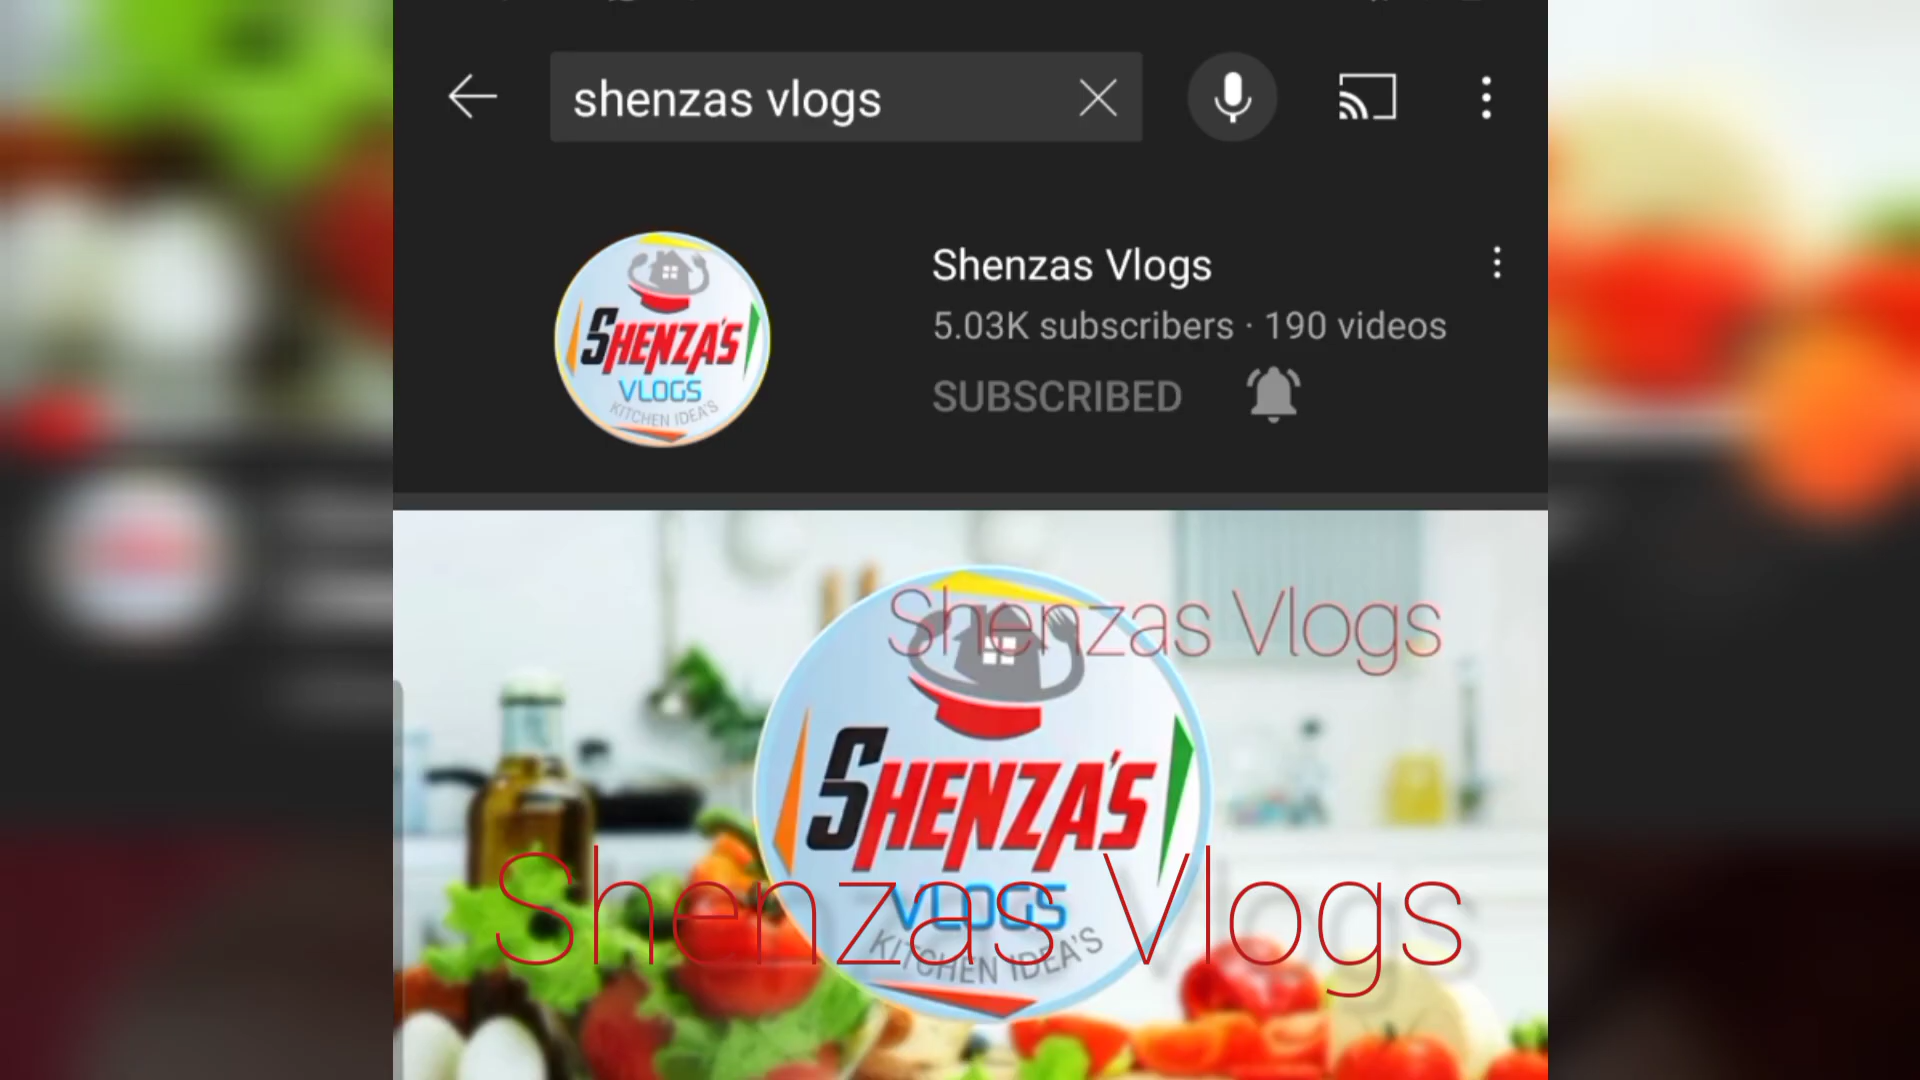 shenzas vlogs
Shenzas Vlogs
5.03K subscribers · 190 videos
SUBSCRIBED
SHENZA'S
VLOGS
KITCHEN IDEA'S
Shenzas Vlogs
SHENZA'S
VLOGS
Shenzas Vlogs
KITCHEN IDEA'S